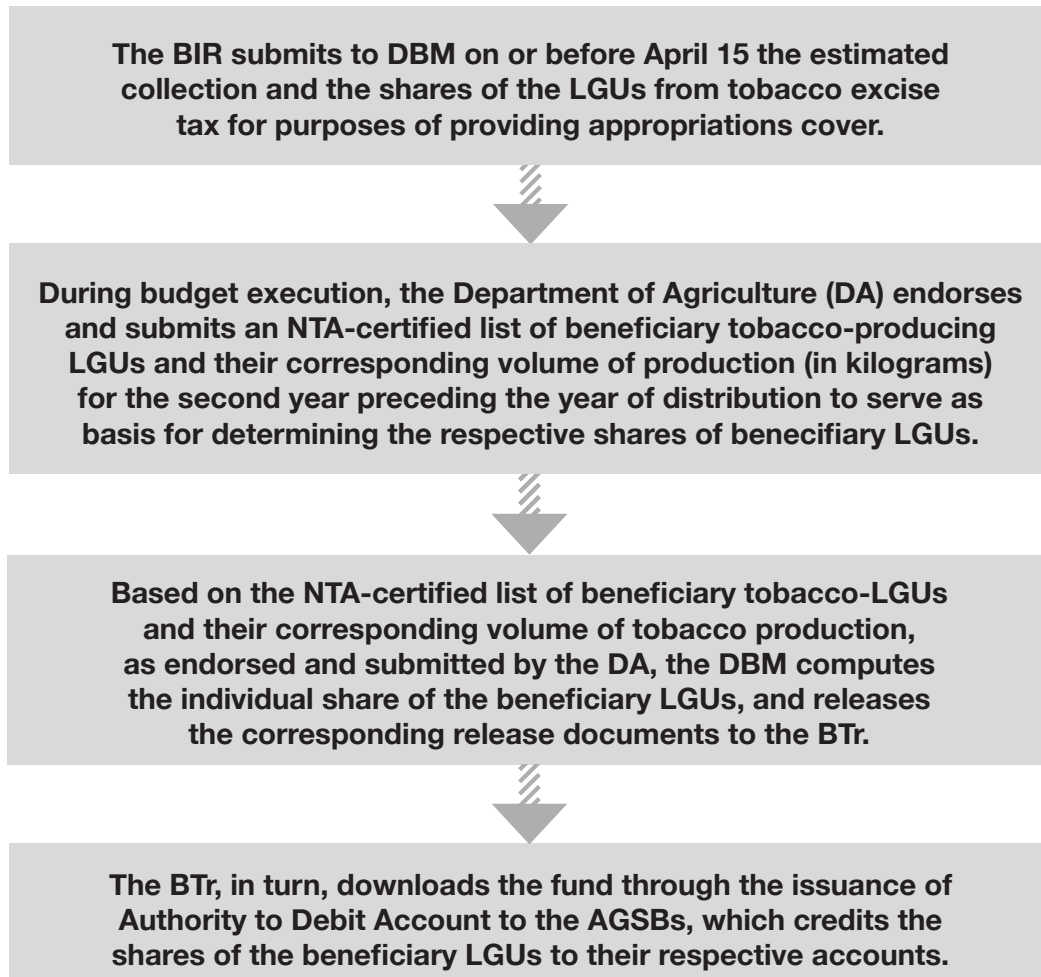 The BIR submits to DBM on or before April 15 the estimated
collection and the shares of the LGUs from tobacco excise
tax for purposes of providing appropriations cover.
During budget execution, the Department of Agriculture (DA) endorses
and submits an NTA-certified list of beneficiary tobacco-producing
LGUs and their corresponding volume of production (in kilograms)
for the second year preceding the year of distribution to serve as
basis for determining the respective shares of benecifiary LGUs.
Based on the NTA-certified list of beneficiary tobacco-LGUs
and their corresponding volume of tobacco production,
as endorsed and submitted by the DA, the DBM computes
the individual share of the beneficiary LGUs, and releases
the corresponding release documents to the BTr.
The BTr, in turn, downloads the fund through the issuance of
Authority to Debit Account to the AGSBs, which credits the
shares of the beneficiary LGUs to their respective accounts.